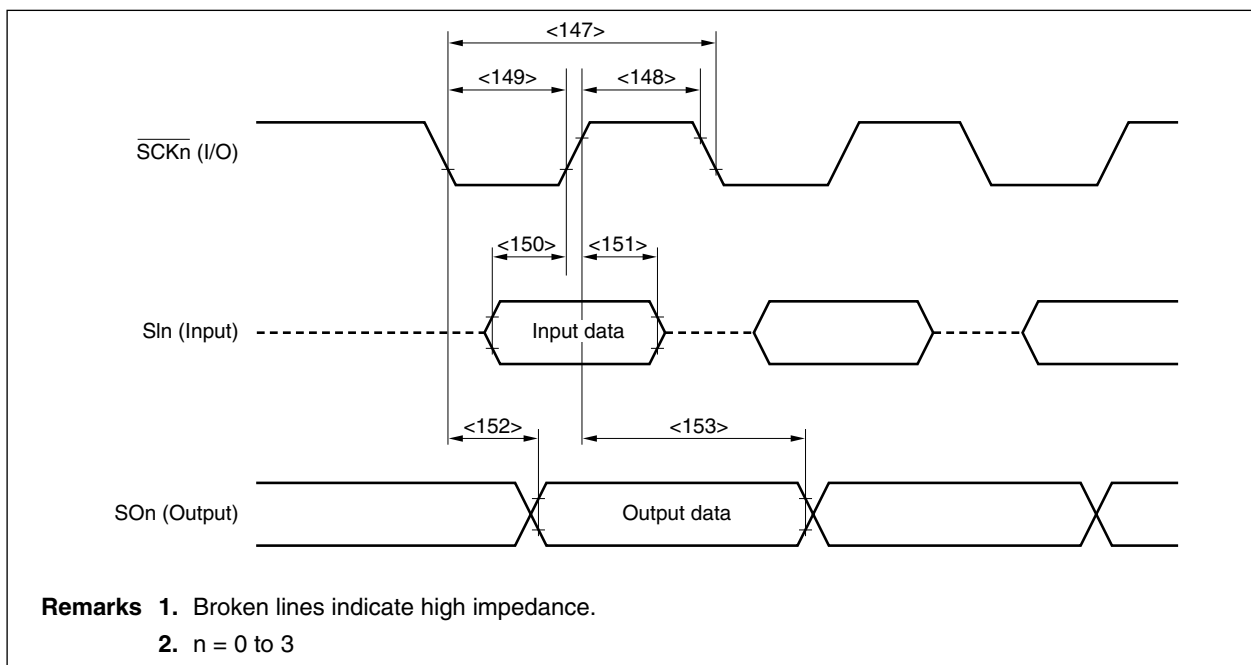 <147>
<149> <148>
SCKn (I/O)
<150> <151>
SIn (Input)
Input data
<152> <153>
SOn (Output)
Output data
Remarks 1. Broken lines indicate high impedance.
2. n = 0 to 3